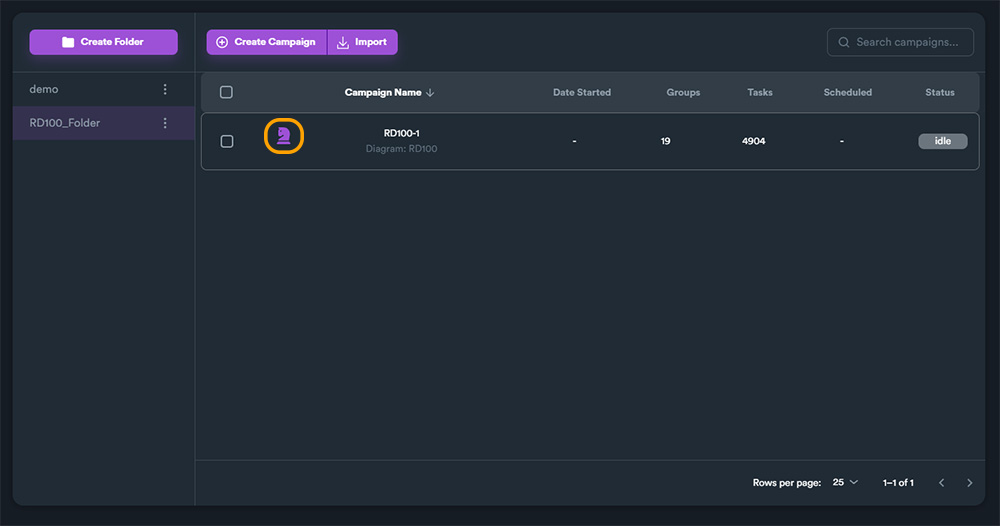 Create Folder
Create Campaign
Import
Search campaigns...
demo
RD100_Folder
Campaign Name
Date Started
Groups
Tasks
Scheduled
Status
RD100-1
Diagram: RD100
-
19
4904
-
idle
Rows per page: 25
1–1 of 1